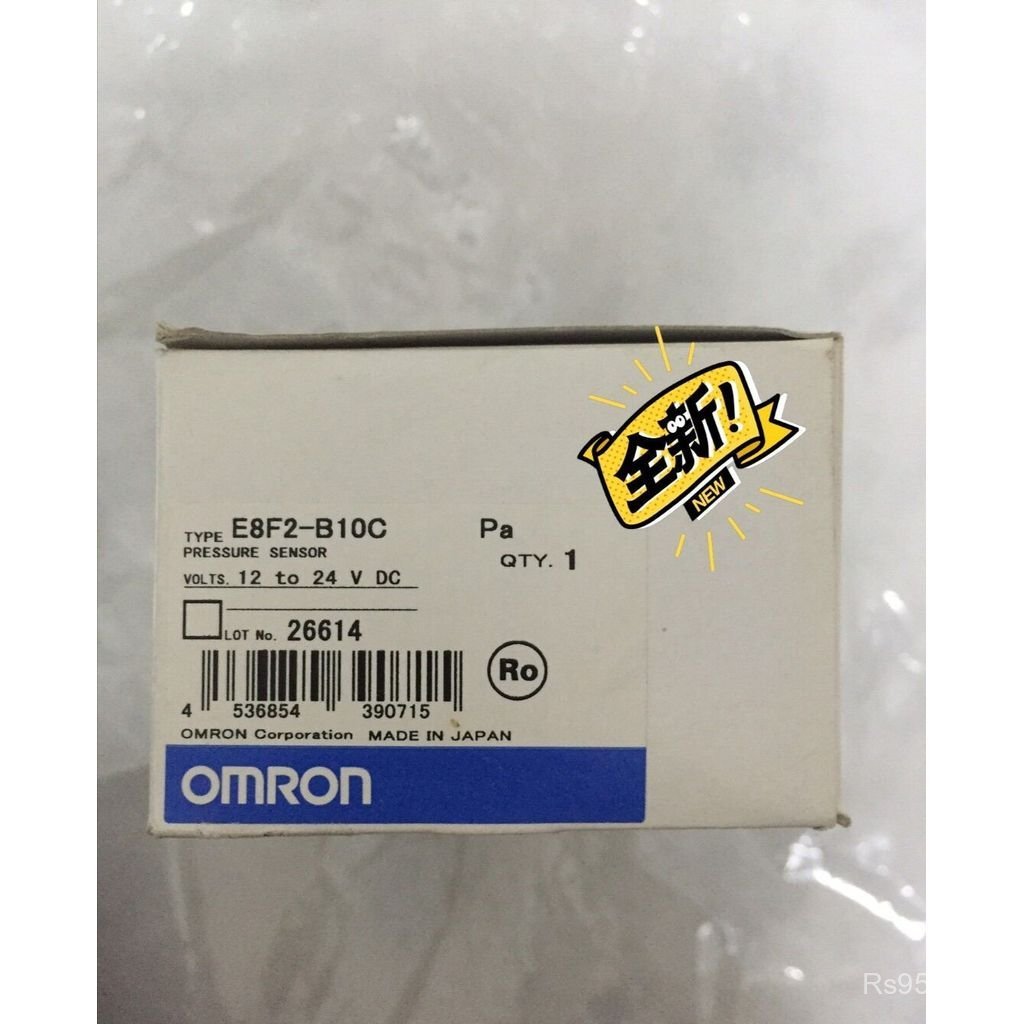 全新!
NEW
TYPE E8F2-B10C Pa
PRESSURE SENSOR
QTY. 1
VOLTS. 12 to 24 V DC
LOT No. 26614
Ro
4 536854 390715
OMRON Corporation MADE IN JAPAN
OMRON
Rs95